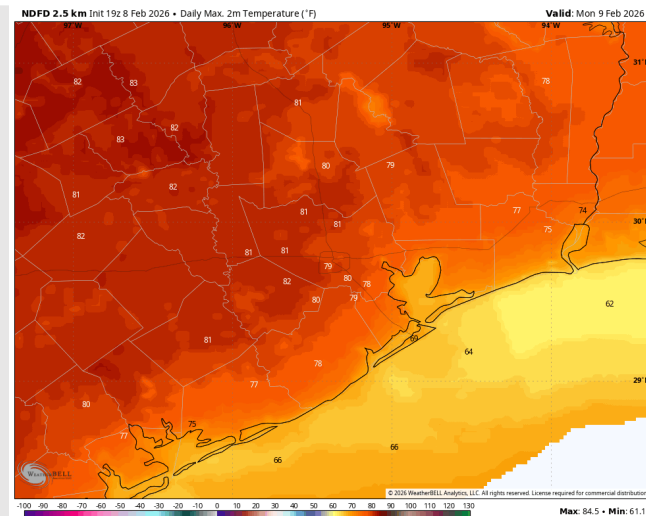 NDFD 2.5 km Init 19z 8 Feb 2026 • Daily Max. 2m Temperature (°F)
Valid: Mon 9 Feb 2026
97°W 96°W 95°W 94°W
31°N
82 83 78
81
83 82
80 79
82
81
81 77 74
30°N
82 81 75
81 81
79
82 80 78
80 79
62
69
81 64
78
77
29°N
80
75
77
66
66
WeatherBELL
© 2026 WeatherBELL Analytics, LLC. All rights reserved. License required for commercial distribution
-100 -80 -70 -60 -50 -40 -30 -20 -10 0 10 20 30 40 50 60 70 80 90 100 110 120 130
Max: 84.5 • Min: 61.1